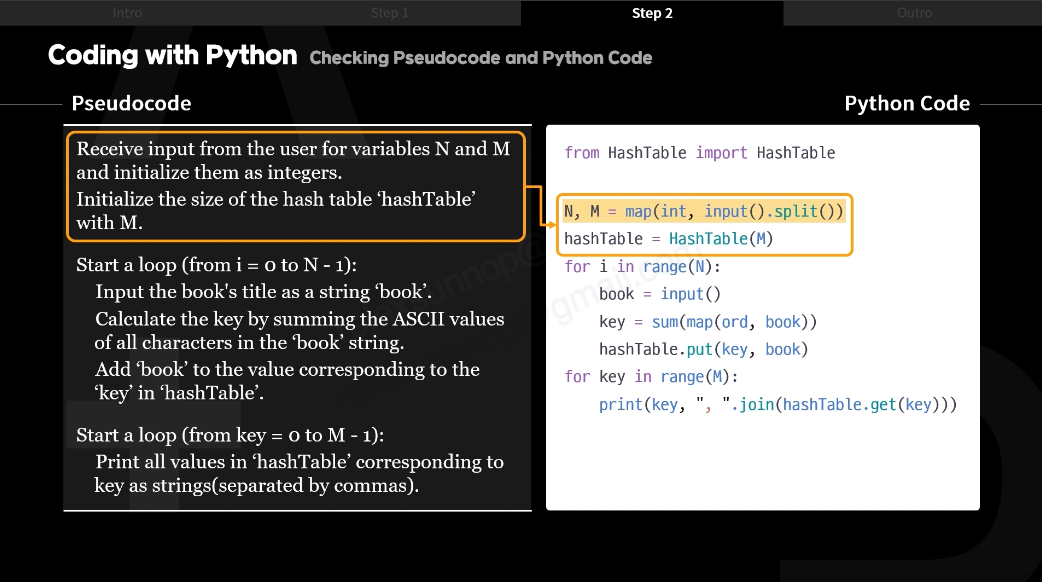 Intro
Step 1
Step 2
Outro
Coding with Python Checking Pseudocode and Python Code
Pseudocode
Receive input from the user for variables N and M
and initialize them as integers.
Initialize the size of the hash table ‘hashTable’
with M.
Start a loop (from i = 0 to N - 1):
Input the book's title as a string ‘book’.
Calculate the key by summing the ASCII values
of all characters in the ‘book’ string.
Add ‘book’ to the value corresponding to the
‘key’ in ‘hashTable’.
Start a loop (from key = 0 to M - 1):
Print all values in ‘hashTable’ corresponding to
key as strings(separated by commas).
Python Code
from HashTable import HashTable
N, M = map(int, input().split())
hashTable = HashTable(M)
for i in range(N):
book = input()
key = sum(map(ord, book))
hashTable.put(key, book)
for key in range(M):
print(key, ", ".join(hashTable.get(key)))